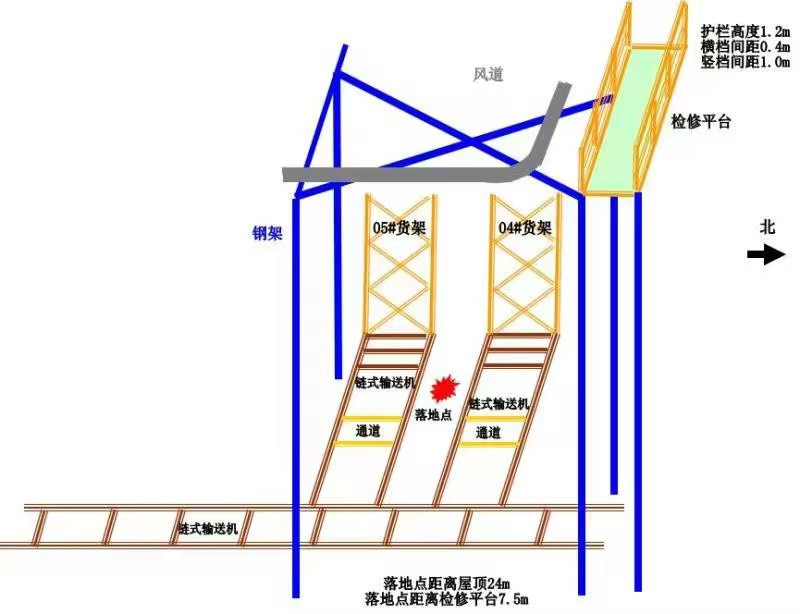 护栏高度1.2m
横档间距0.4m
竖档间距1.0m
风道
检修平台
钢架
05#货架
04#货架
北
链式输送机
链式输送机
落地点
通道
通道
链式输送机
落地点距离屋顶24m
落地点距离检修平台7.5m